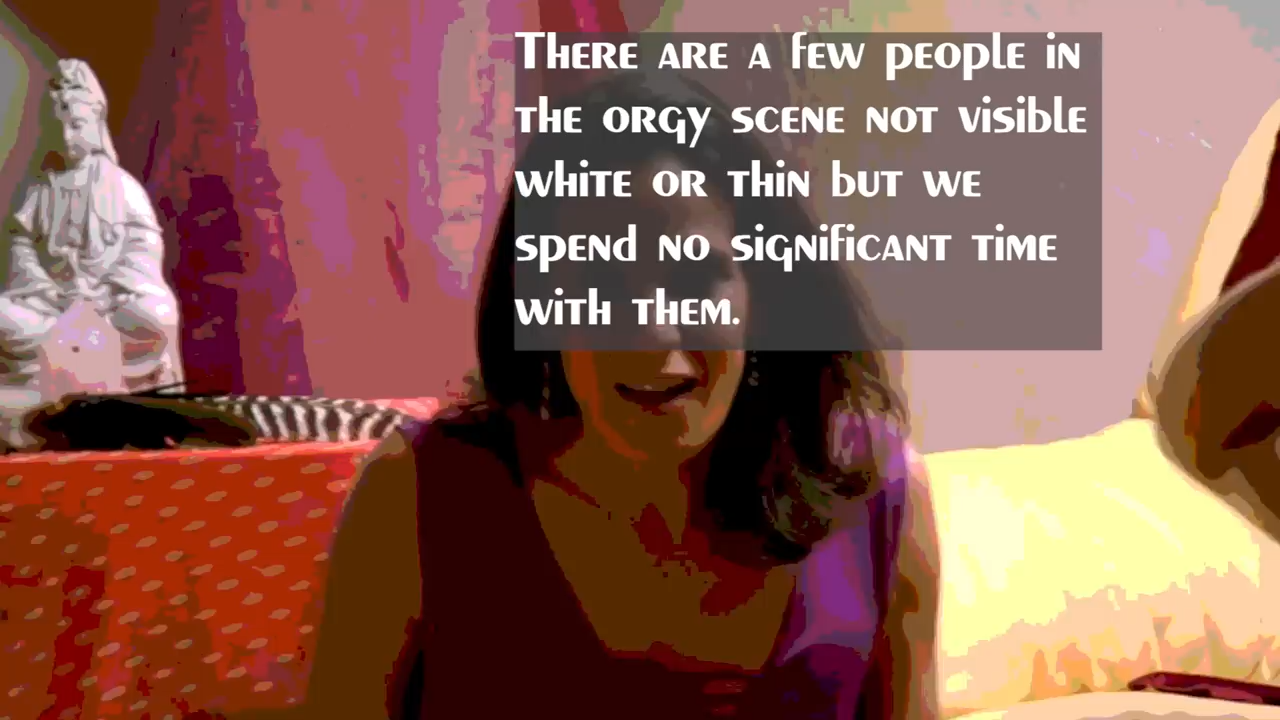 There are a few people in
the orgy scene not visible
white or thin but we
spend no significant time
with them.